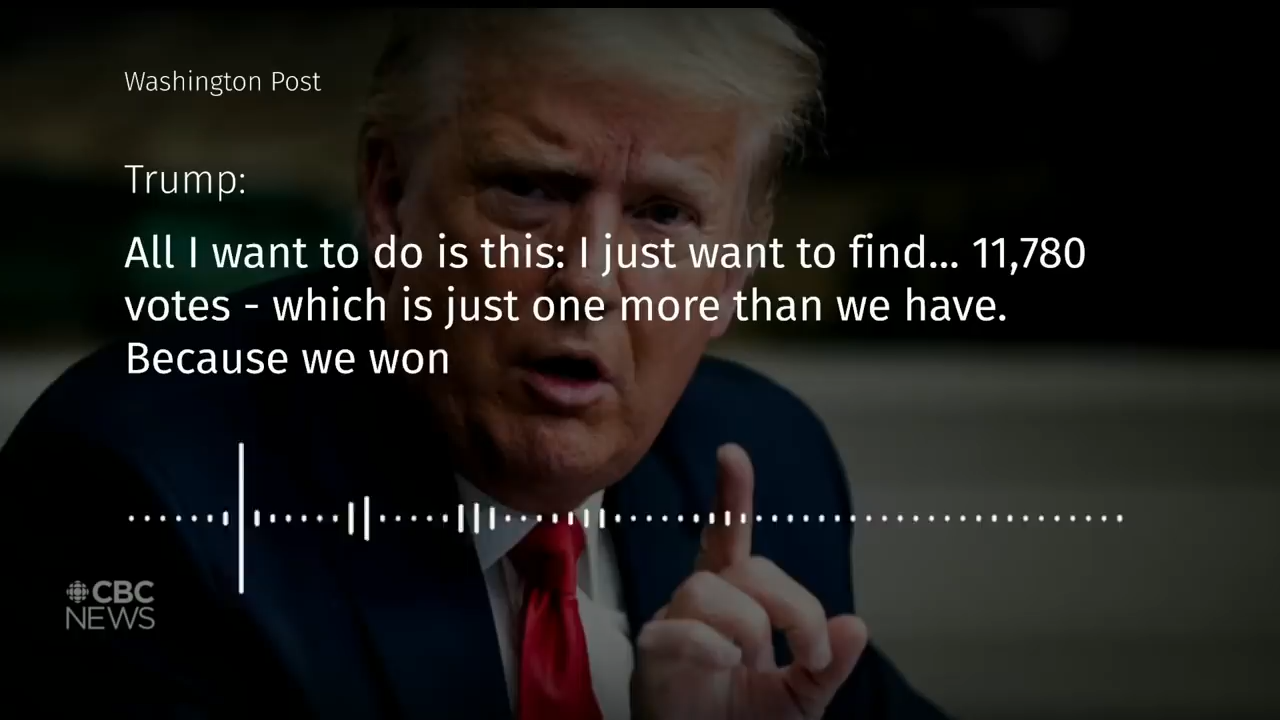 Washington Post
Trump:
All I want to do is this: I just want to find... 11,780
votes - which is just one more than we have.
Because we won
CBC
NEWS